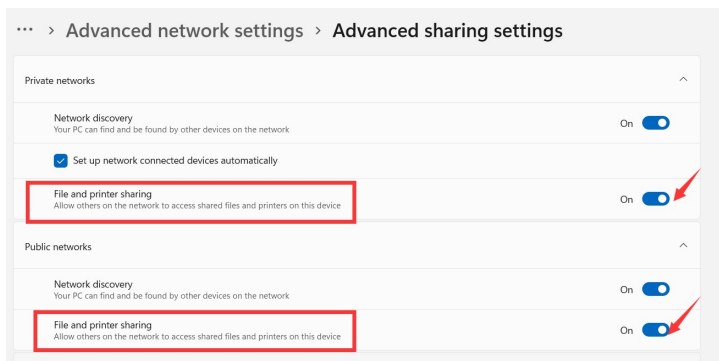 ... > Advanced network settings > Advanced sharing settings
Private networks
Network discovery
Your PC can find and be found by other devices on the network
On
Set up network connected devices automatically
File and printer sharing
Allow others on the network to access shared files and printers on this device
On
Public networks
Network discovery
Your PC can find and be found by other devices on the network
On
File and printer sharing
Allow others on the network to access shared files and printers on this device
On